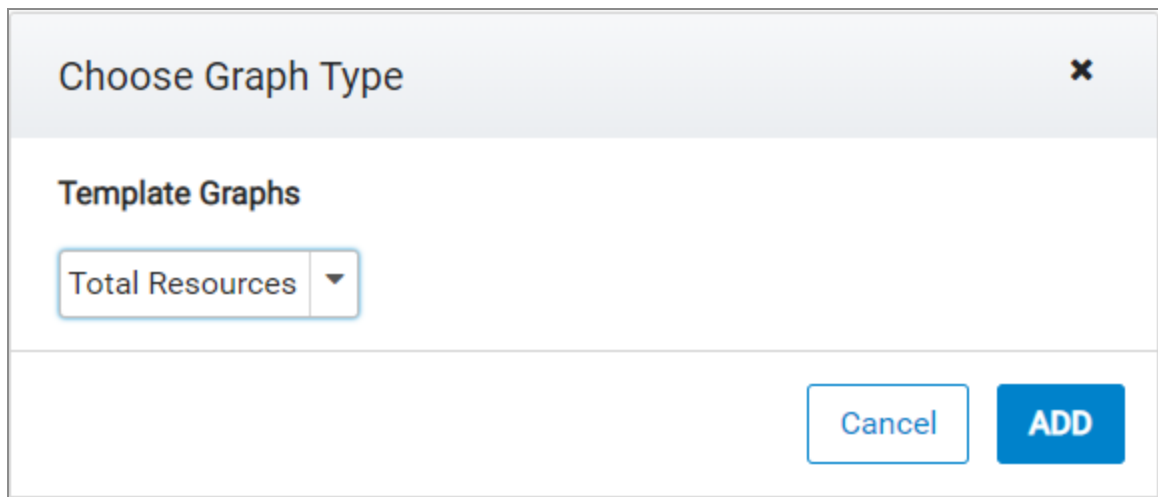 Choose Graph Type
Template Graphs
Total Resources
Cancel
ADD